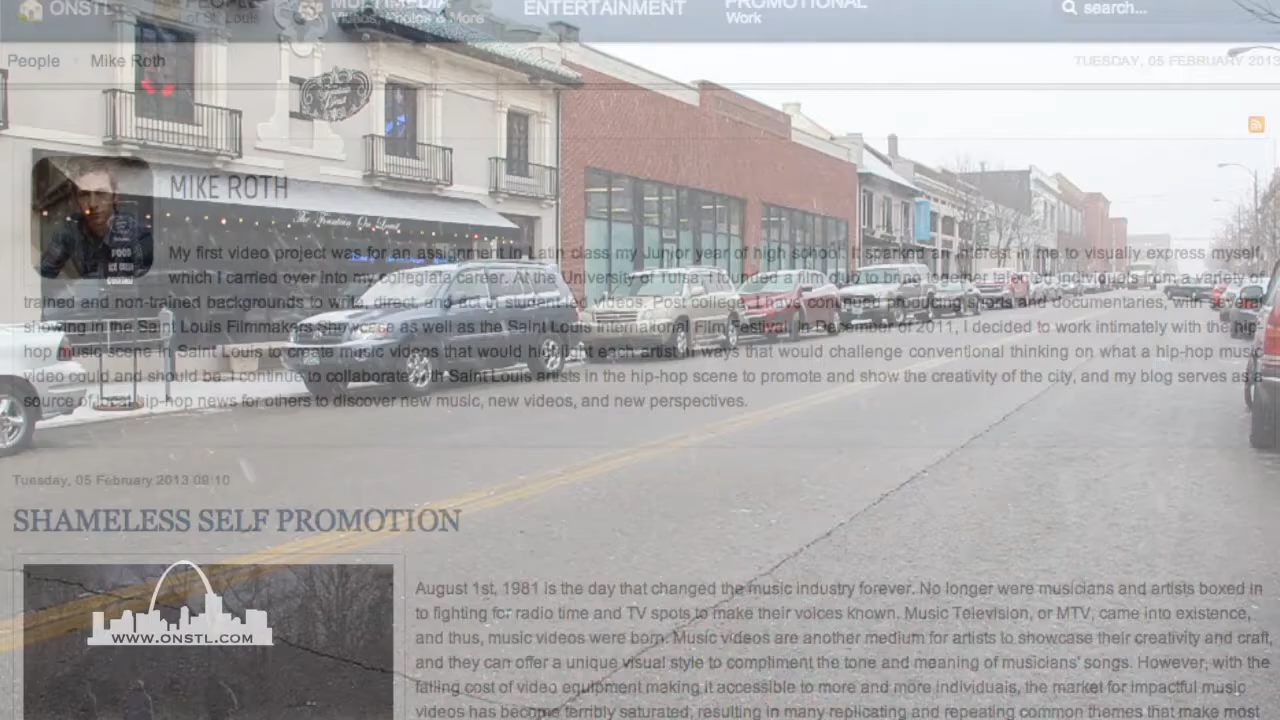 ONSTL
PEOPLE
of St. Louis
MULTIMEDIA
Videos, Photos & More
ENTERTAINMENT
PROMOTIONAL
Work
search...
People
Mike Roth
TUESDAY, 05 FEBRUARY 2013
MIKE ROTH
The Fountain On Locust
My first video project was for an assignment in Latin class my Junior year of high school. It sparked an interest in me to visually express myself,
which I carried over into my collegiate career. At the
trained and non-trained backgrounds to write, direct and act in student videos. Post college documentaries, with
showing in the Saint Louis Filmmakers Showcase as well as the Saint Louis International Film of 2011, I decided to work intimately with the hip
hop music scene in Saint Louis to create music videos that would each artist in ways that would challenge conventional thinking on what a hip-hop music
video could and should be. I continue to collaborate Saint Louis artists in the hip-hop scene to promote and show the creativity of the city, and my blog serves as a
source of local hip-hop news for others to discover new music, new videos, and new perspectives.
Tuesday, 05 February 2013 09:10
SHAMELESS SELF PROMOTION
WWW.ONSTL.COM
August 1st, 1981 is the day that changed the music industry forever. No longer were musicians and artists boxed in
to fighting for radio time and TV spots to make their voices known. Music Television, or MTV, came into existence,
and thus, music videos were born. Music videos are another medium for artists to showcase their creativity and craft,
and they can offer a unique visual style to compliment the tone and meaning of musicians' songs. However, with the
falling cost of video equipment making it accessible to more and more individuals, the market for impactful music
videos has become terribly saturated, resulting in many replicating and repeating common themes that make most